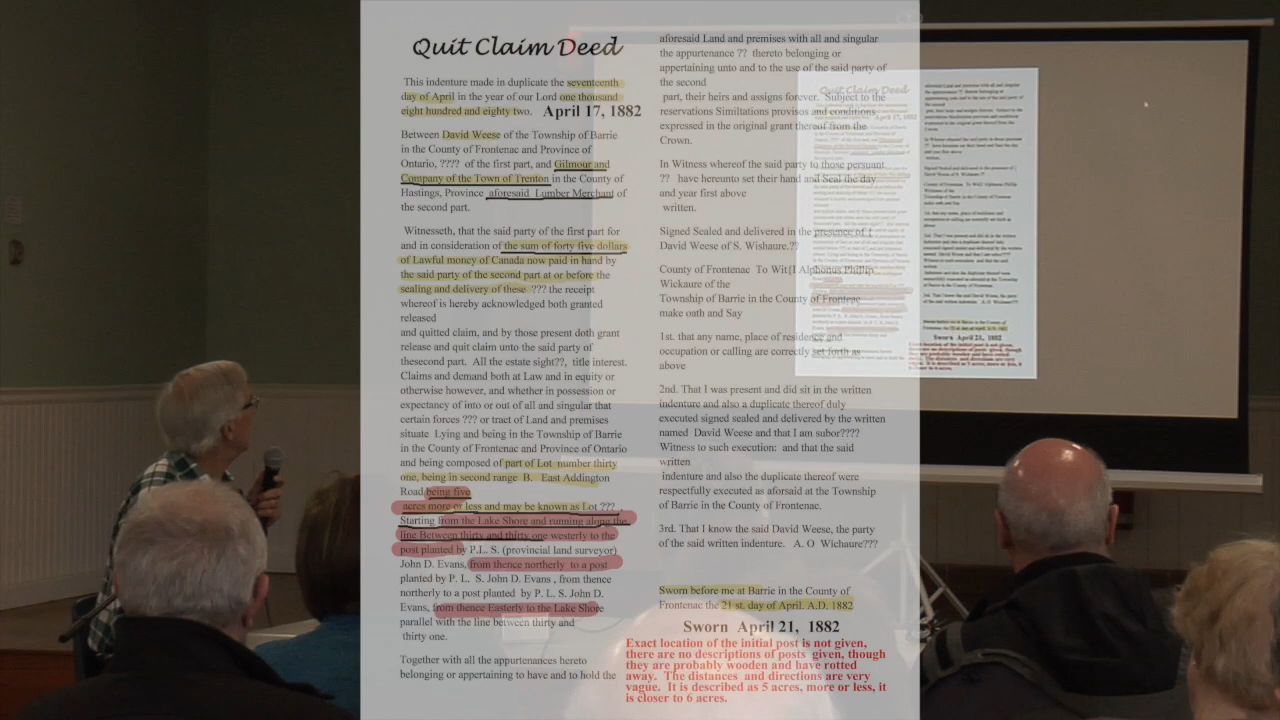 Quit Claim Deed
This indenture made in duplicate the seventeenth
day of April in the year of our Lord one thousand
eight hundred and eighty two. April 17, 1882
Between David Weese of the Township of Barrie
in the County of Frontenac and Province of
Ontario, ???? of the first part, and Gilmour and
Company of the Town of Trenton in the County of
Hastings, Province aforesaid Lumber Merchant of
the second part.
Witnesseth, that the said party of the first part for
and in consideration of the sum of forty five dollars
of Lawful money of Canada now paid in hand by
the said party of the second part at or before the
sealing and delivery of these ??? the receipt
whereof is hereby acknowledged both granted
released
and quitted claim, and by those present doth grant
release and quit claim unto the said party of
thesecond part. All the estate sight??, title interest.
Claims and demand both at Law and in equity or
otherwise however, and whether in possession or
expectancy of into or out of all and singular that
certain forces ??? or tract of Land and premises
situate Lying and being in the Township of Barrie
in the County of Frontenac and Province of Ontario
and being composed of part of Lot number thirty
one, being in second range B. East Addington
Road being five
acres more or less and may be known as Lot ???
Starting from the Lake Shore and running along the
line Between thirty and thirty one westerly to the
post planted by P.L.S. (provincial land surveyor)
John D. Evans, from thence northerly to a post
planted by P. L. S. John D. Evans , from thence
northerly to a post planted by P. L. S. John D.
Evans, from thence Easterly to the Lake Shore
parallel with the line between thirty and
thirty one.
Together with all the appurtenances hereto
belonging or appertaining to have and to hold the
aforesaid Land and premises with all and singular
the appurtenance ?? thereto belonging or
appertaining unto and to the use of the said party of
the second
part, their heirs and assigns forever. Subject to the
reservations Similtations provisos and conditions
expressed in the original grant thereof from the
Crown.
In Witness whereof the said party to those persuant
?? have hereunto set their hand and Seal the day
and year first above
written.
Signed Sealed and delivered in the presence of {
David Weese of S. Wishaure.??
County of Frontenac To Wit{I Alphonus Phillip
Wickaure of the
Township of Barrie in the County of Frontenac
make oath and Say
1st. that any name, place of residence and
occupation or calling are correctly set forth as
above
2nd. That I was present and did sit in the written
indenture and also a duplicate thereof duly
executed signed sealed and delivered by the written
named David Weese and that I am subor????
Witness to such execution: and that the said
written
indenture and also the duplicate thereof were
respectfully executed as aforsaid at the Township
of Barrie in the County of Frontenac.
3rd. That I know the said David Weese, the party
of the said written indenture. A. O Wichaure???
Sworn before me at Barrie in the County of
Frontenac the 21 st. day of April. A.D. 1882
Sworn April 21, 1882
Exact location of the initial post is not given,
there are no descriptions of posts given, though
they are probably wooden and have rotted
away. The distances and directions are very
vague. It is described as 5 acres, more or less, it
is closer to 6 acres.